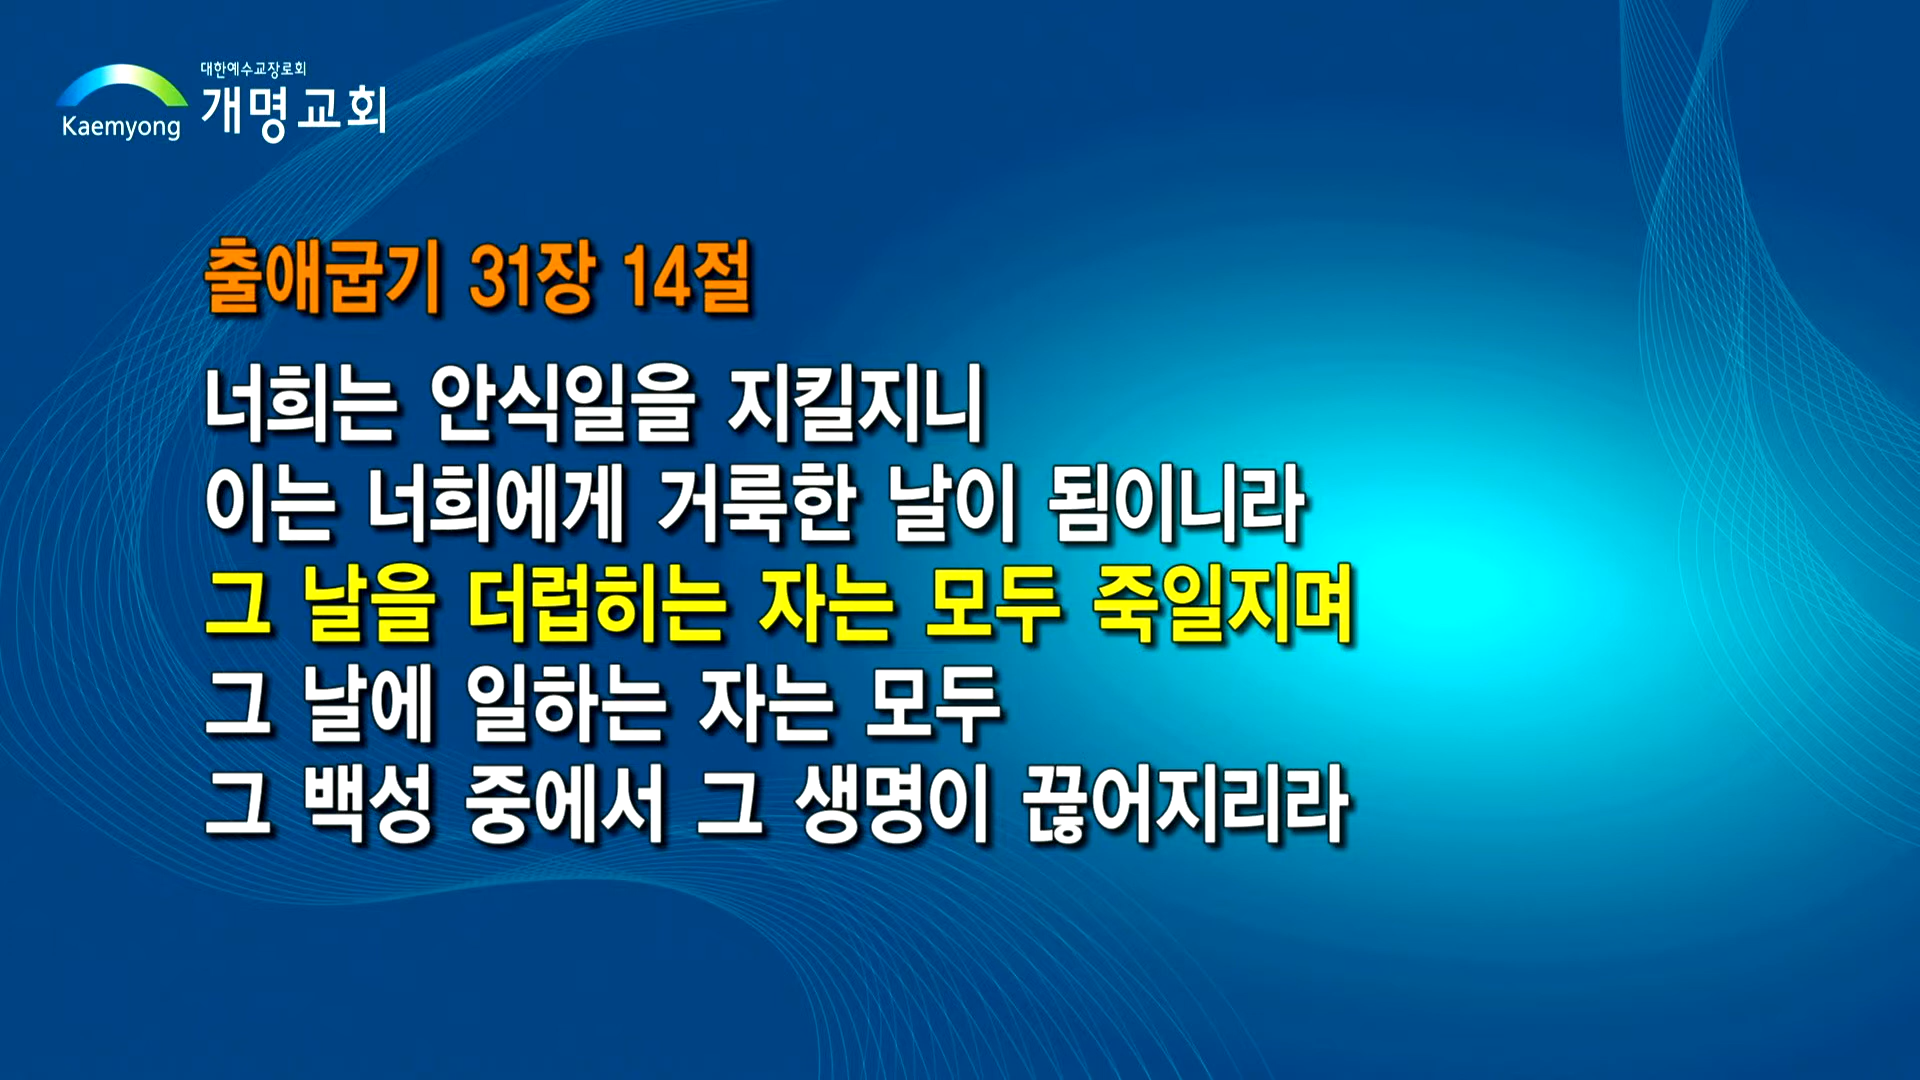 대한예수교장로회
Kaemyong 개명교회
출애굽기 31장 14절
너희는 안식일을 지킬지니
이는 너희에게 거룩한 날이 됨이니라
그 날을 더럽히는 자는 모두 죽일지며
그 날에 일하는 자는 모두
그 백성 중에서 그 생명이 끊어지리라